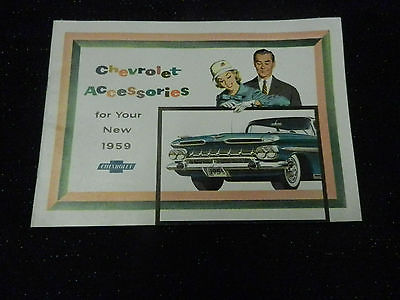 Chevrolet
Accessories
for Your
New
1959
CHEVROLET